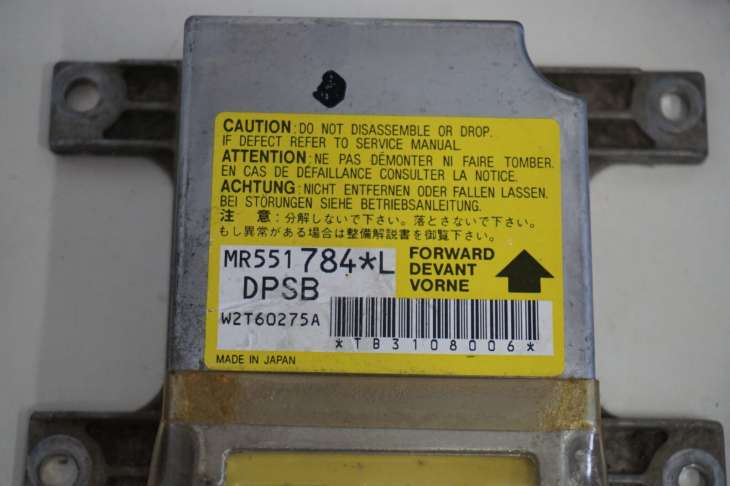 CAUTION: DO NOT DISASSEMBLE OR DROP.
IF DEFECT REFER TO SERVICE MANUAL.
ATTENTION: NE PAS DÉMONTER NI FAIRE TOMBER.
EN CAS DE DÉFAILLANCE CONSULTER LA NOTICE.
ACHTUNG: NICHT ENTFERNEN ODER FALLEN LASSEN.
BEI STÖRUNGEN SIEHE BETRIEBSANLEITUNG.
注 意:分解しないで下さい。落とさないで下さい。
もし異常がある場合は整備解説書を御覧下さい。
MR551784*L
DPSB
W2T60275A
FORWARD
DEVANT
VORNE
*TB3108006*
MADE IN JAPAN